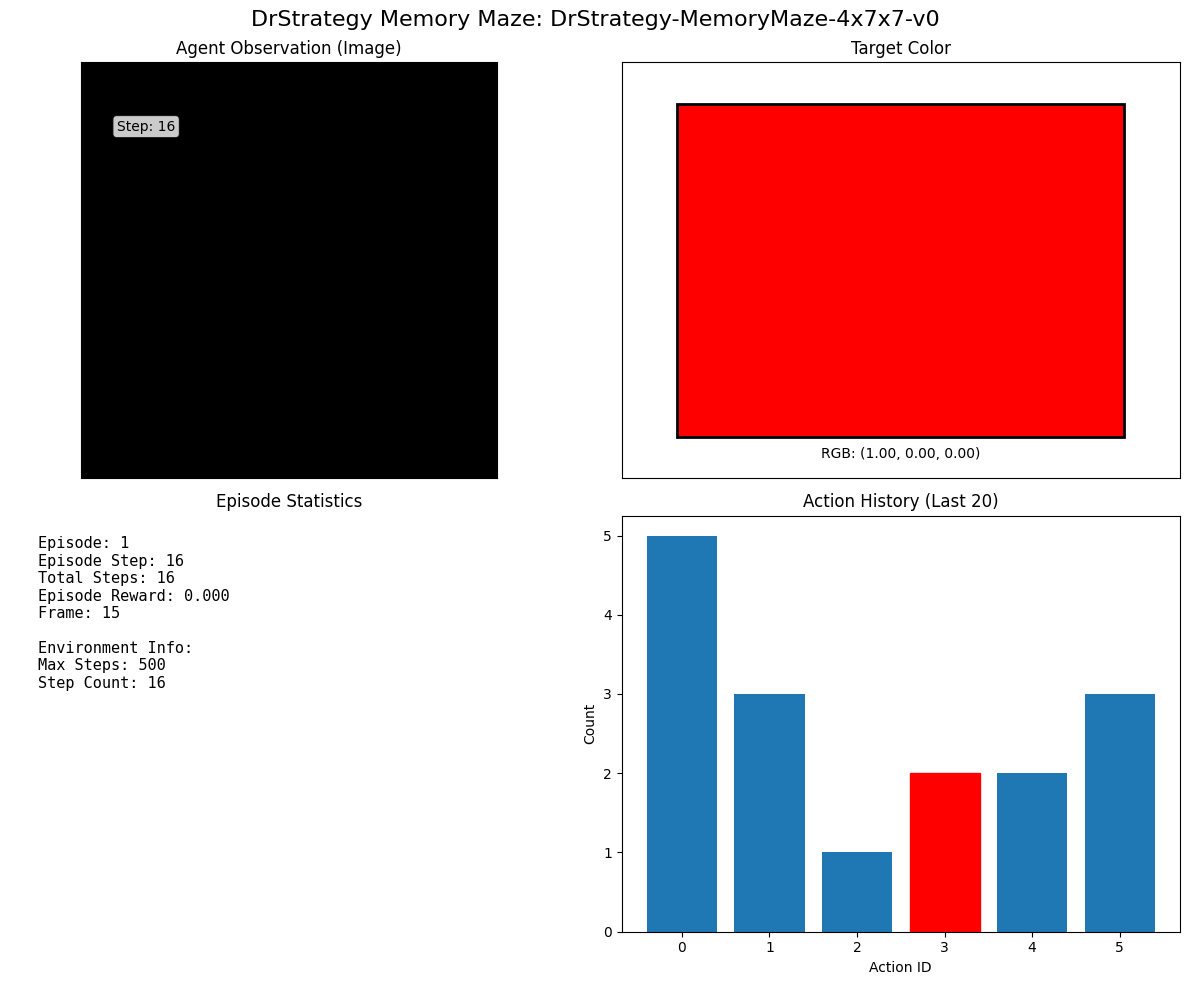 DrStrategy Memory Maze: DrStrategy-MemoryMaze-4x7x7-v0
Agent Observation (Image)
Step: 16
Target Color
RGB: (1.00, 0.00, 0.00)
Episode Statistics
Episode: 1
Episode Step: 16
Total Steps: 16
Episode Reward: 0.000
Frame: 15
Environment Info:
Max Steps: 500
Step Count: 16
Action History (Last 20)
Count
5
4
3
2
1
0
0 1 2 3 4 5
Action ID